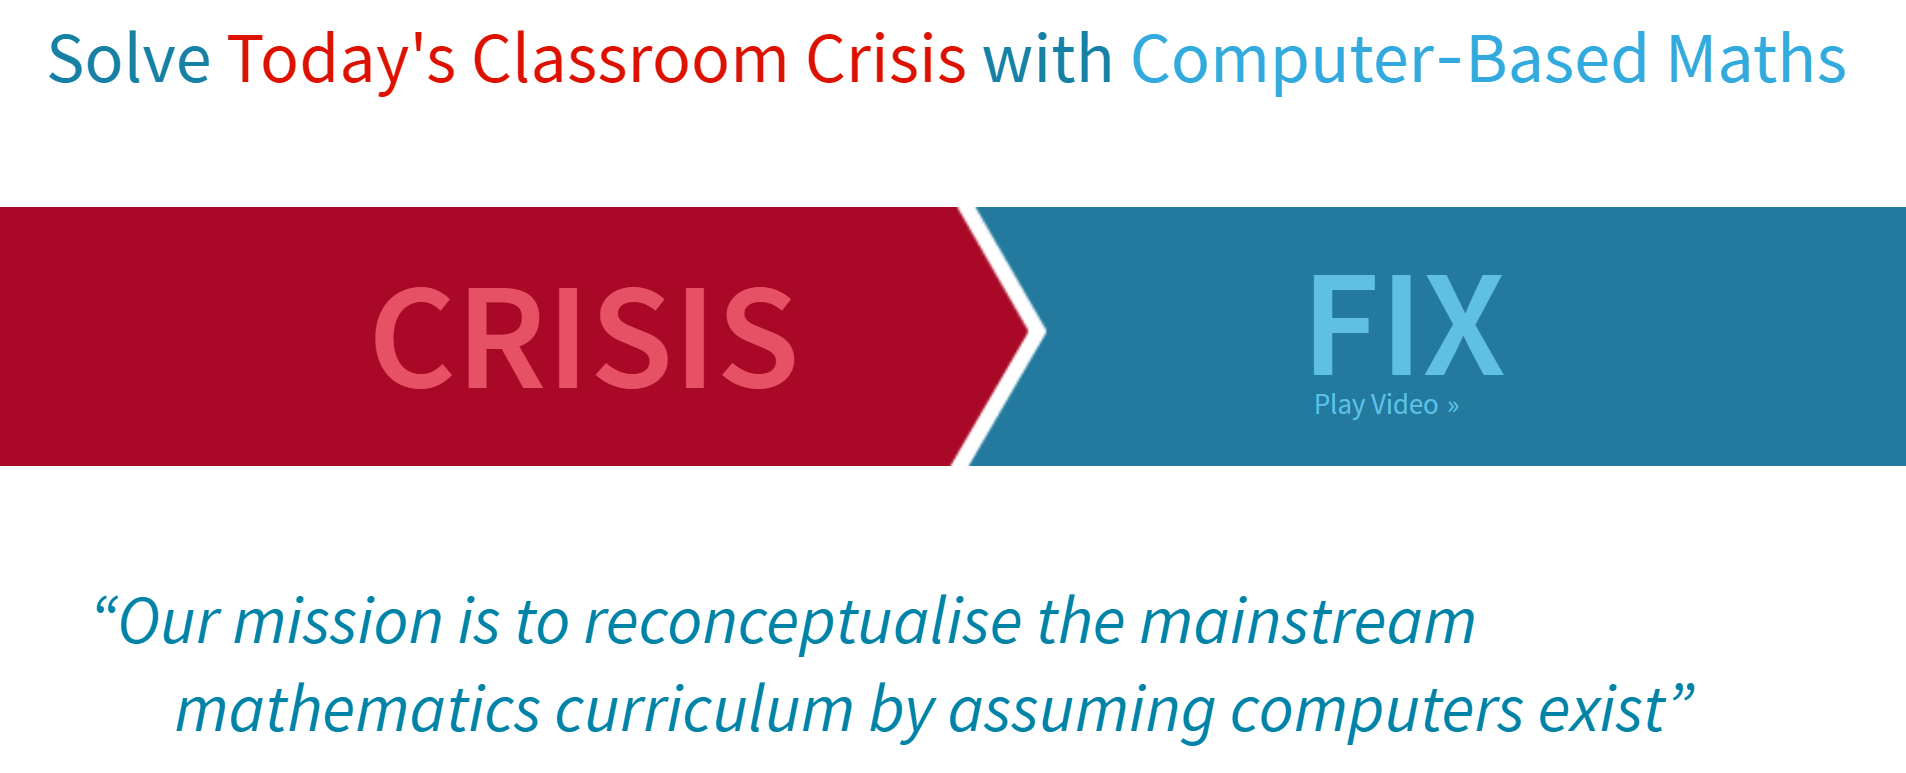 Solve Today's Classroom Crisis with Computer-Based Maths
CRISIS
FIX
Play Video »
“Our mission is to reconceptualise the mainstream
mathematics curriculum by assuming computers exist”